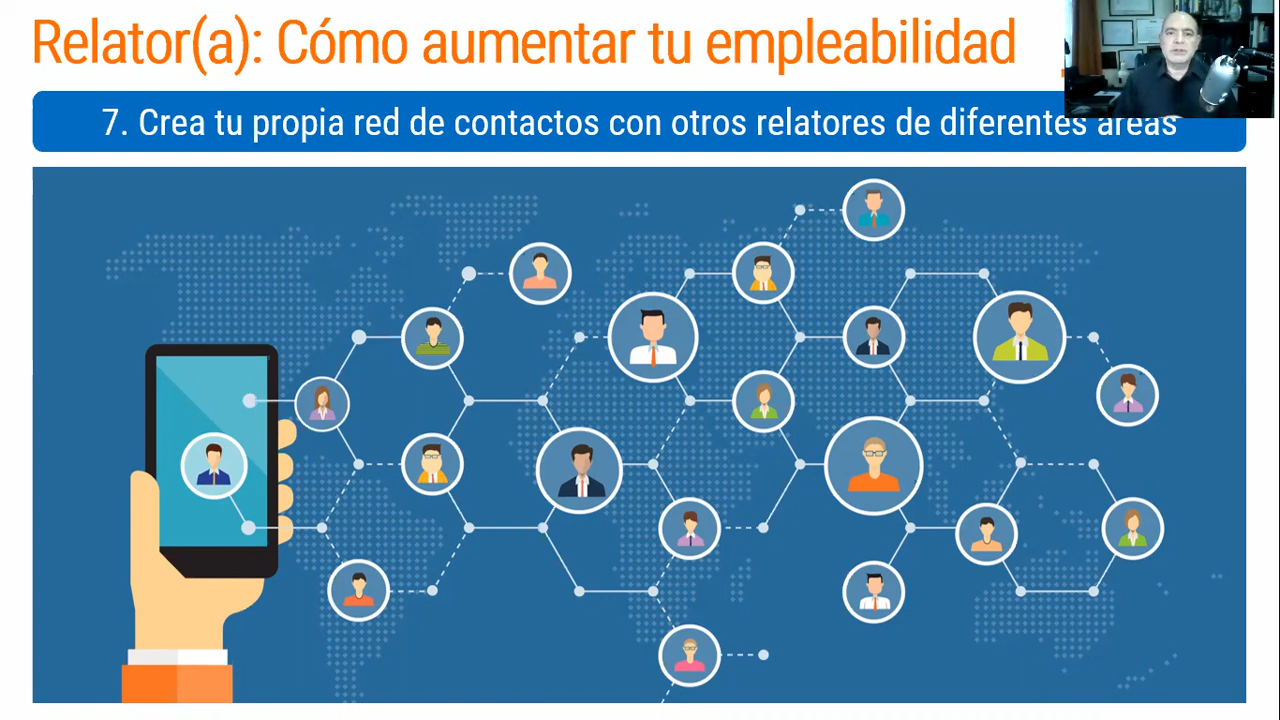 Relator(a): Cómo aumentar tu empleabilidad
7. Crea tu propia red de contactos con otros relatores de diferentes áreas